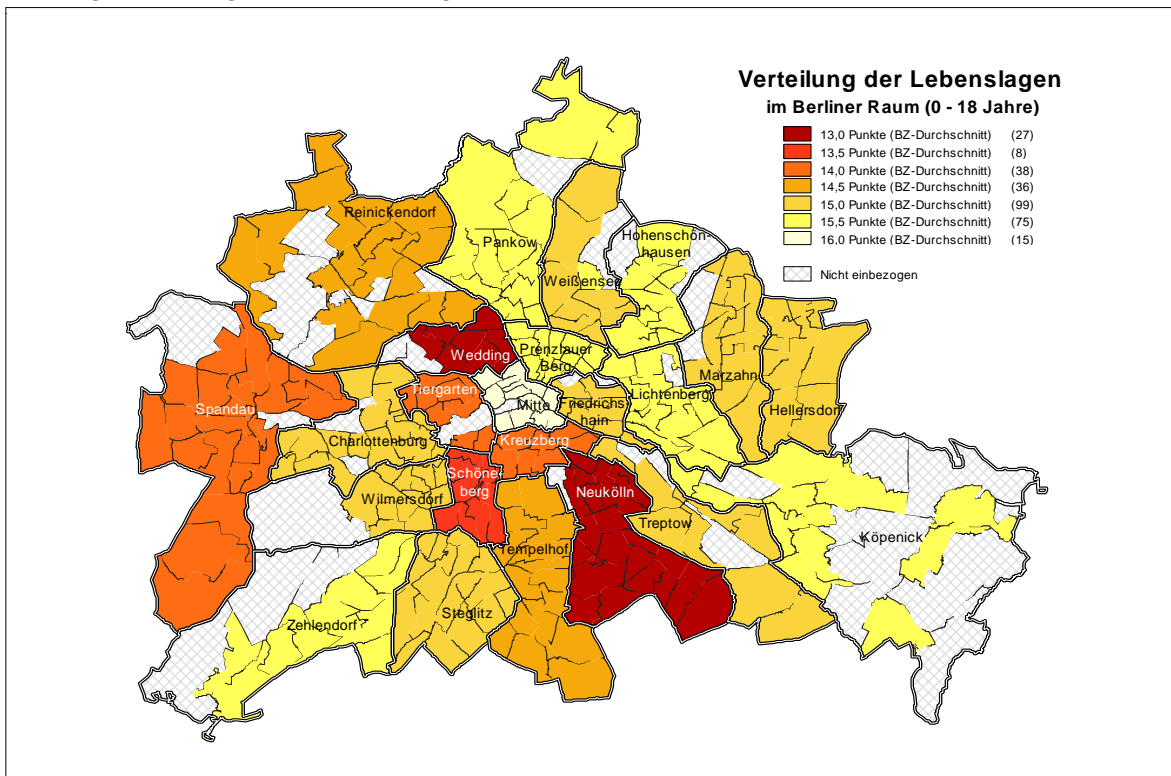 Verteilung der Lebenslagen
im Berliner Raum (0 - 18 Jahre)
13,0 Punkte (BZ-Durchschnitt) (27)
13,5 Punkte (BZ-Durchschnitt) (8)
14,0 Punkte (BZ-Durchschnitt) (38)
14,5 Punkte (BZ-Durchschnitt) (36)
15,0 Punkte (BZ-Durchschnitt) (99)
15,5 Punkte (BZ-Durchschnitt) (75)
16,0 Punkte (BZ-Durchschnitt) (15)
Nicht einbezogen
Reinickendorf
Pankow
Hohenschön-
hausen
Weißensee
Wedding
Prenzlauer
Berg
Marzahn
Tiergarten
Lichtenberg
Spandau
Mitte
Friedrichs-
hain
Hellersdorf
Charlottenburg
Kreuzberg
Schöne-
berg
Wilmersdorf
Neukölln
Treptow
Köpenick
Tempelhof
Steglitz
Zehlendorf